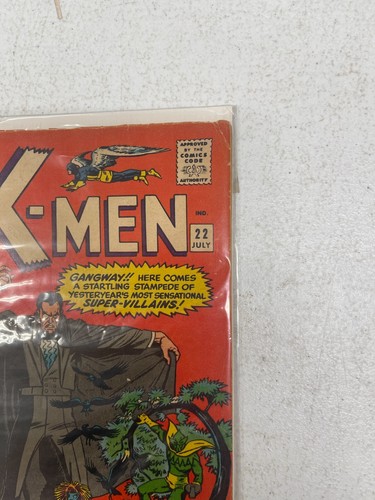 APPROVED
BY THE
COMICS
CODE
AUTHORITY
X-MEN
IND.
22
JULY
GANGWAY!! HERE COMES
A STARTLING STAMPEDE OF
YESTERYEAR'S MOST SENSATIONAL
SUPER-VILLAINS!